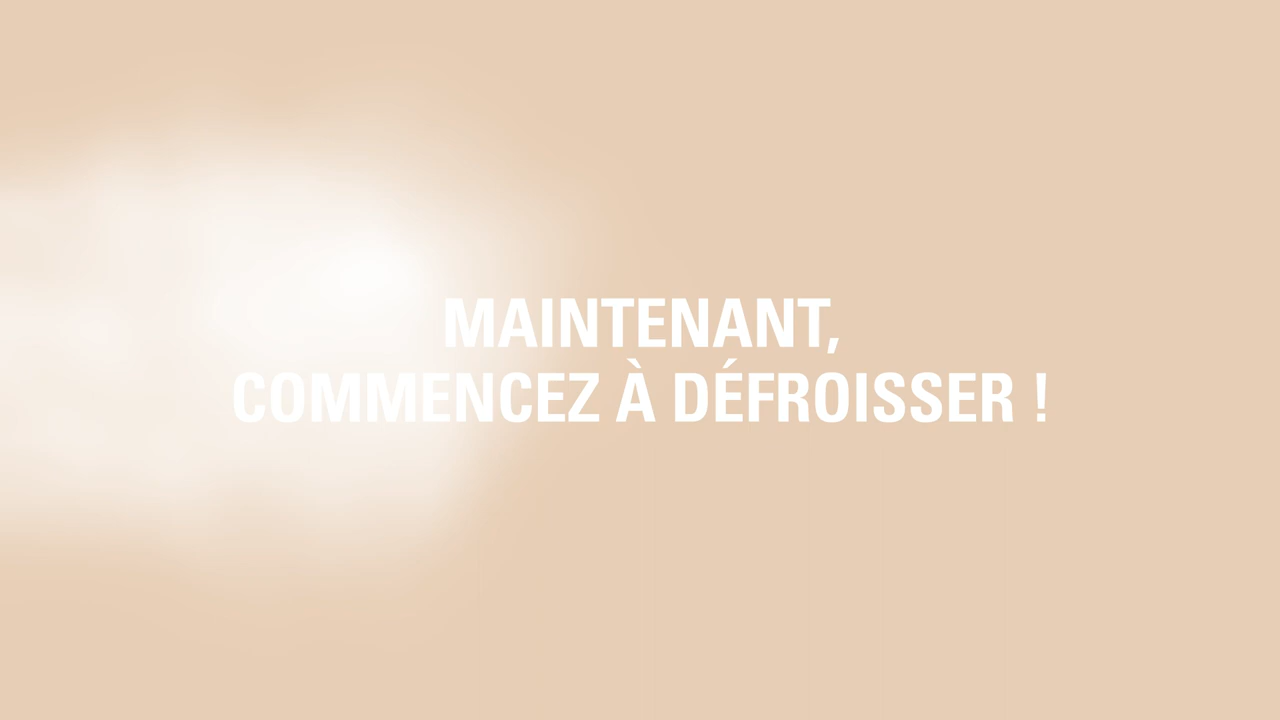 MAINTENANT,
COMMENCEZ À DÉFROISSER !